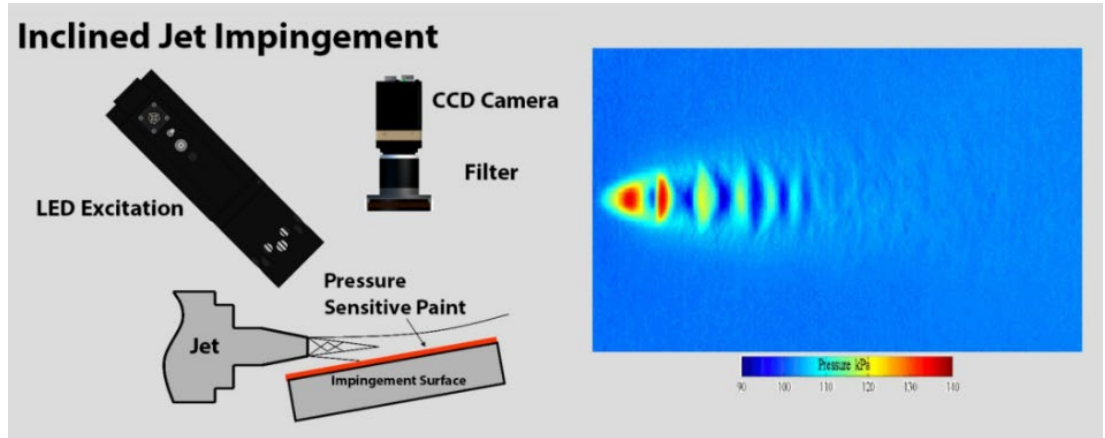 Inclined Jet Impingement
CCD Camera
Filter
LED Excitation
Pressure
Sensitive Paint
Jet
Impingement Surface
Pressure kPa
90 100 110 120 130 140